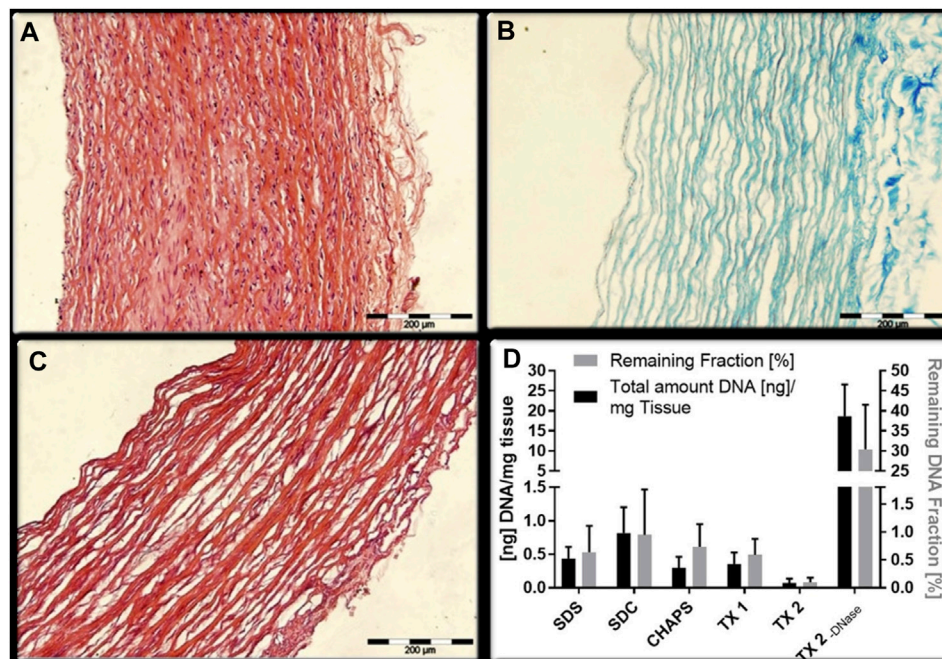 A
200 µm
B
200 µm
C
200 µm
D
Remaining Fraction [%]
Total amount DNA [ng]/
mg Tissue
[ng] DNA/mg tissue
30
25
20
15
10
5
1.5
1.0
0.5
0.0
50
45
40
35
30
25
1.5
1.0
0.5
0.0
Remaining DNA Fraction [%]
SDS
SDC
CHAPS
TX 1
TX 2
TX 2 -DNase